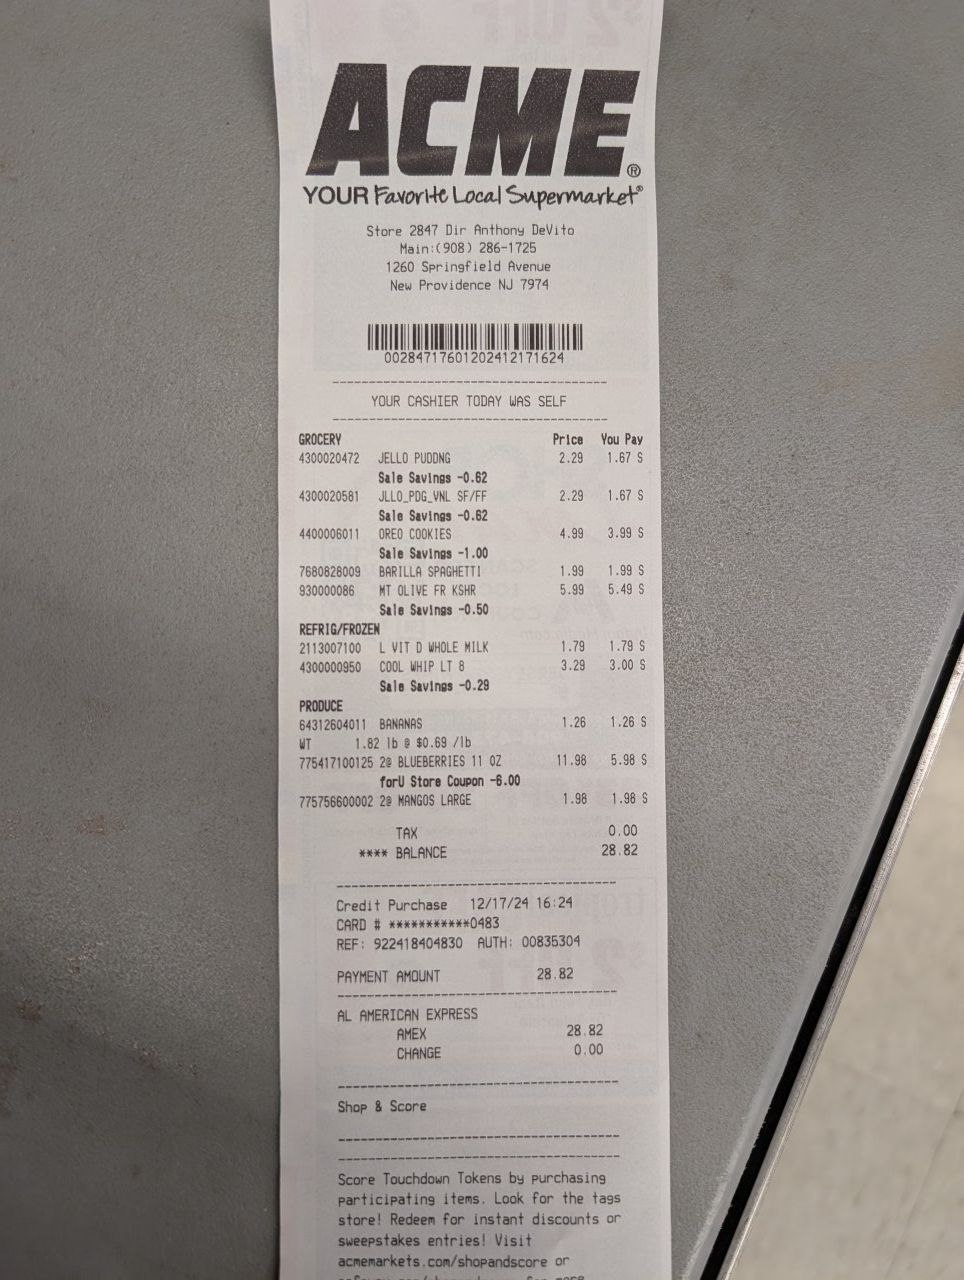 ACME®
YOUR Favorite Local Supermarket®
Store 2847 Dir Anthony DeVito
Main:(908) 286-1725
1260 Springfield Avenue
New Providence NJ 7974
00284717601202412171624
YOUR CASHIER TODAY WAS SELF
GROCERY Price You Pay
4300020472 JELLO PUDDNG 2.29 1.67 S
Sale Savings -0.62
4300020581 JLLO_PDG_VNL SF/FF 2.29 1.67 S
Sale Savings -0.62
4400006011 OREO COOKIES 4.99 3.99 S
Sale Savings -1.00
7680828009 BARILLA SPAGHETTI 1.99 1.99 S
930000086 MT OLIVE FR KSHR 5.99 5.49 S
Sale Savings -0.50
REFRIG/FROZEN
2113007100 L VIT D WHOLE MILK 1.79 1.79 S
4300000950 COOL WHIP LT 8 3.29 3.00 S
Sale Savings -0.29
PRODUCE
64312604011 BANANAS 1.26 1.26 S
WT 1.82 lb @ $0.69 /lb
775417100125 2@ BLUEBERRIES 11 OZ 11.98 5.98 S
forU Store Coupon -6.00
775756600002 2@ MANGOS LARGE 1.98 1.98 S
TAX 0.00
**** BALANCE 28.82
Credit Purchase 12/17/24 16:24
CARD # ***********0483
REF: 922418404830 AUTH: 00835304
PAYMENT AMOUNT 28.82
AL AMERICAN EXPRESS
AMEX 28.82
CHANGE 0.00
Shop & Score
Score Touchdown Tokens by purchasing
participating items. Look for the tags
store! Redeem for instant discounts or
sweepstakes entries! Visit
acmemarkets.com/shopandscore or